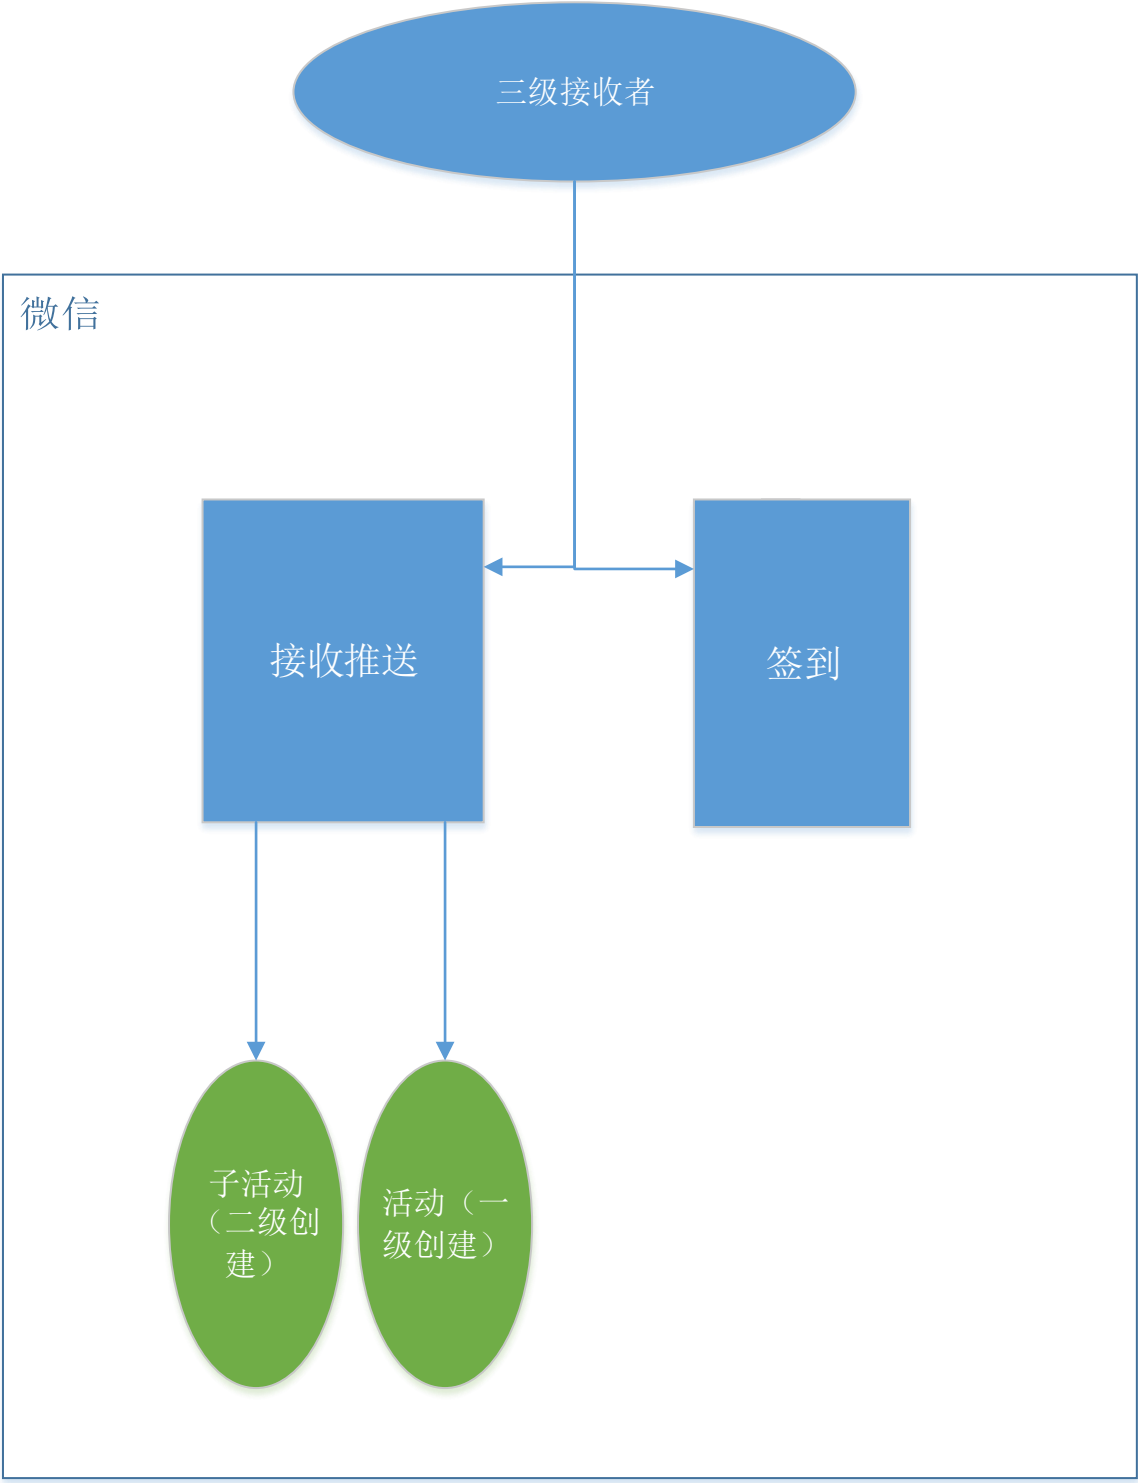 三级接收者
微信
接收推送
签到
子活动
（二级创
建）
活动（一
级创建）